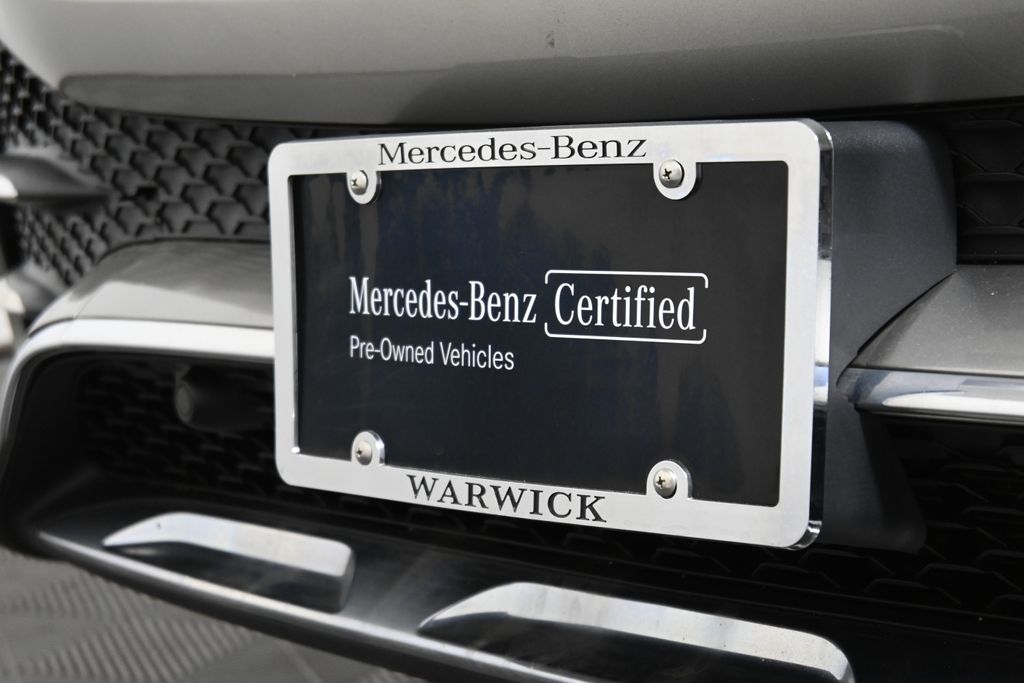 Mercedes-Benz
Mercedes-Benz Certified
Pre-Owned Vehicles
WARWICK